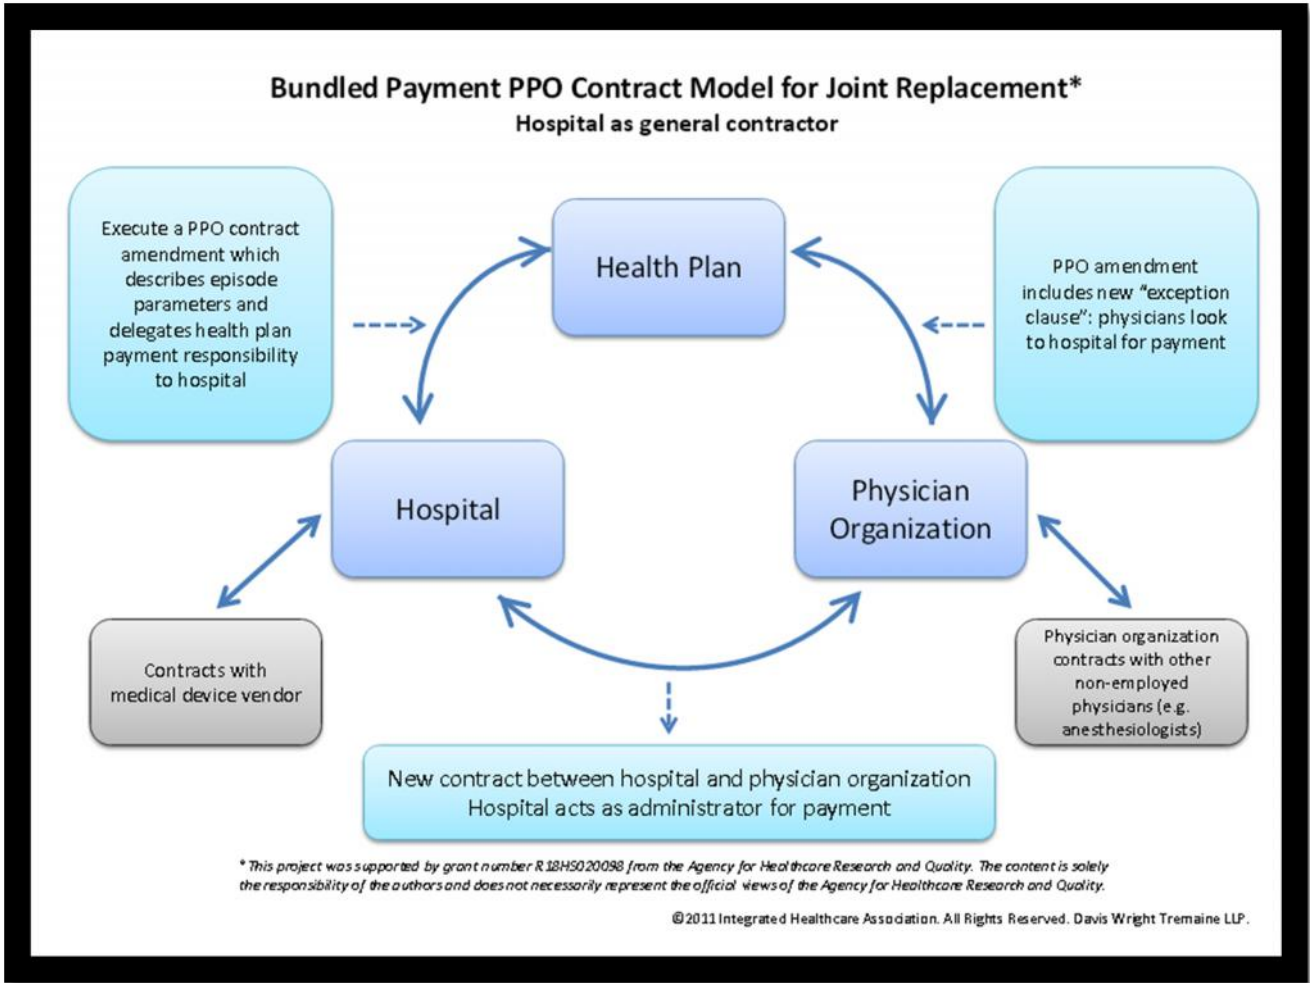 Bundled Payment PPO Contract Model for Joint Replacement*
Hospital as general contractor
Execute a PPO contract
amendment which
describes episode
parameters and
delegates health plan
payment responsibility
to hospital
Health Plan
PPO amendment
includes new “exception
clause”: physicians look
to hospital for payment
Hospital
Physician
Organization
Contracts with
medical device vendor
Physician organization
contracts with other
non-employed
physicians (e.g.
anesthesiologists)
New contract between hospital and physician organization
Hospital acts as administrator for payment
* This project was supported by grant number R18HS020098 from the Agency for Healthcare Research and Quality. The content is solely
the responsibility of the authors and does not necessarily represent the official views of the Agency for Healthcare Research and Quality.
©2011 Integrated Healthcare Association. All Rights Reserved. Davis Wright Tremaine LLP.